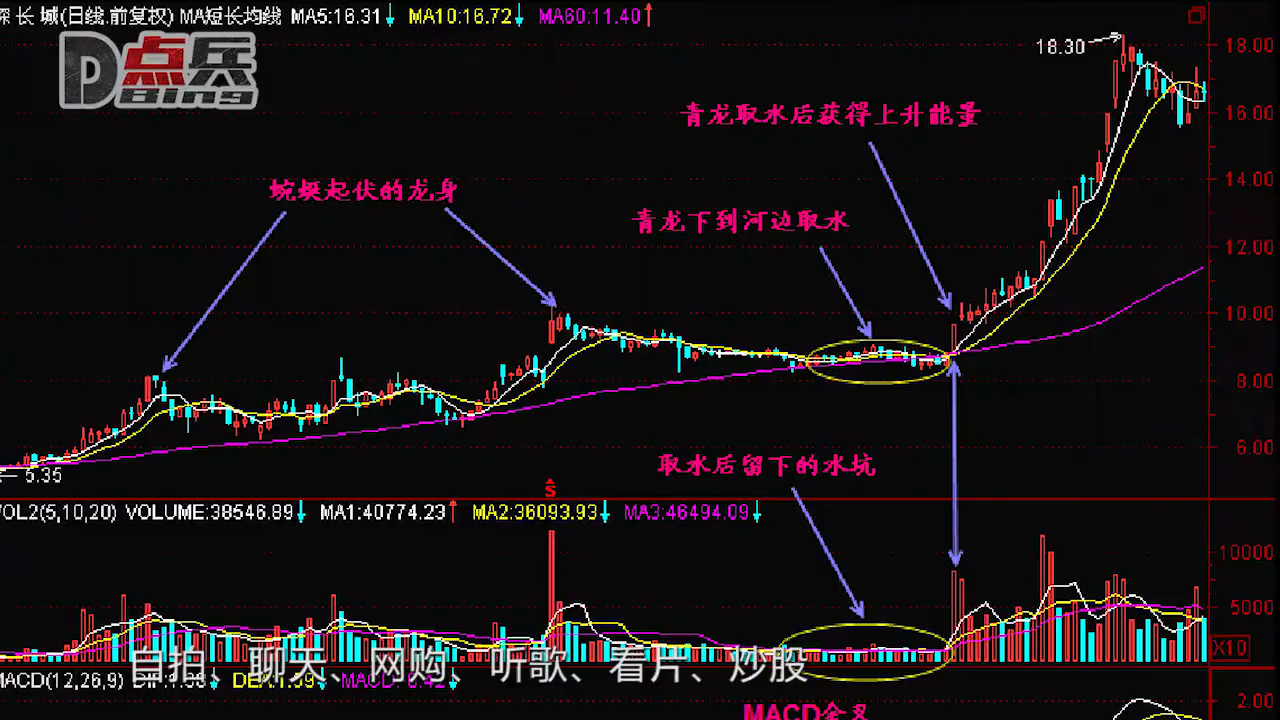 深长城(日线.前复权) MA短长均线 MA5:16.31↓ MA10:16.72↓ MA60:11.40↑
D点兵
DBING
18.30
18.00
青龙取水后获得上升能量
16.00
蜿蜒起伏的龙身
14.00
青龙下到河边取水
12.00
10.00
8.00
6.00
取水后留下的水坑
5.35
S
VOL2(5,10,20) VOLUME:38546.89↓ MA1:40774.23↑ MA2:36093.93↓ MA3:46494.09↓
10000
5000
X10
自拍、聊天、网购、听歌、看片、炒股
MACD(12,26,9)
2.00
MACD金叉